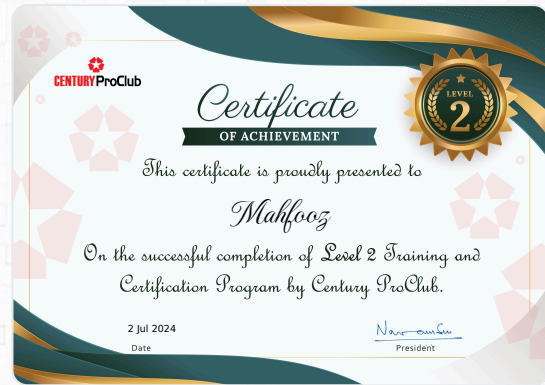 CENTURY ProClub
Certificate
OF ACHIEVEMENT
LEVEL
2
This certificate is proudly presented to
Mahfooz
On the successful completion of Level 2 Training and
Certification Program by Century ProClub.
2 Jul 2024
Date
President